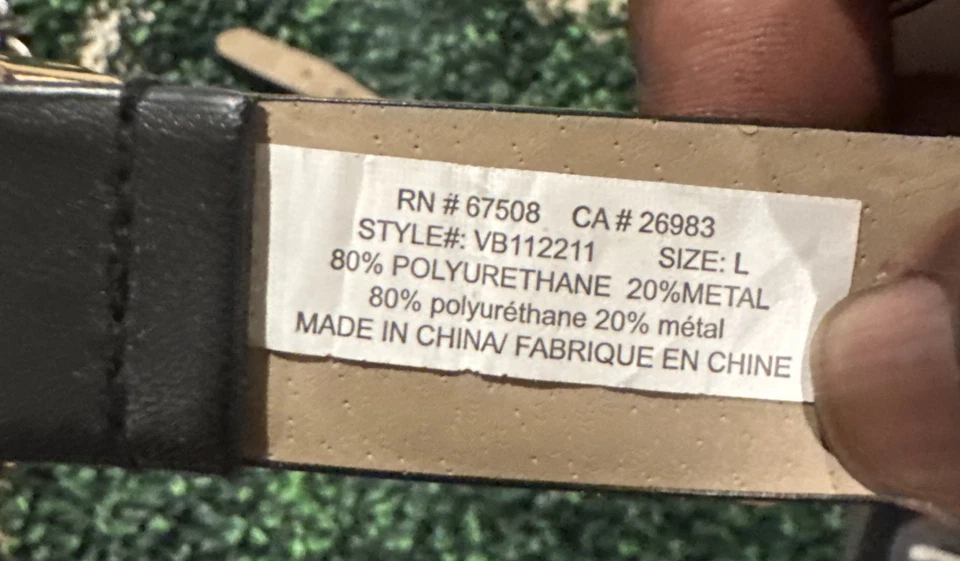 RN # 67508 CA # 26983
STYLE#: VB112211 SIZE: L
80% POLYURETHANE 20%METAL
80% polyuréthane 20% métal
MADE IN CHINA/ FABRIQUE EN CHINE